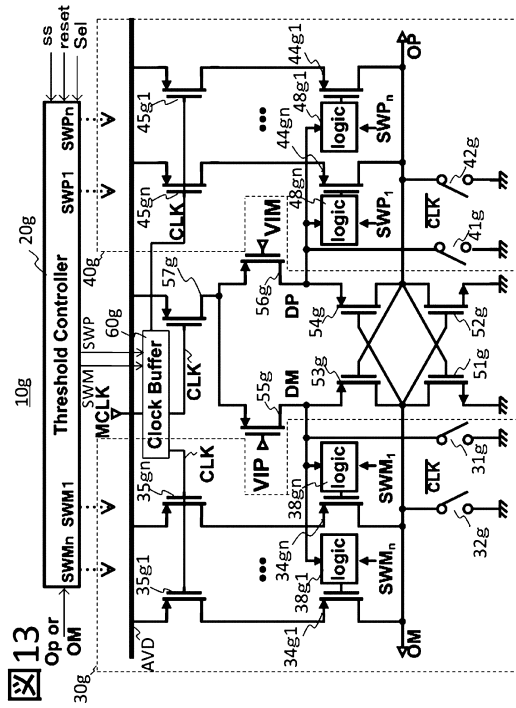 図13
10g
20g
Threshold Controller
ss
reset
Sel
Op or
OM
SWMn
SWM1
SWM
SWP
SWP1
SWPn
MCLK
30g
40g
AVD
60g
Clock Buffer
35g1
35gn
CLK
CLK
57g
CLK
45gn
45g1
VIP
55g
DM
VIM
56g
DP
34g1
38g1
logic
SWMn
34gn
38gn
logic
SWM1
53g
54g
48gn
logic
SWP1
44gn
48g1
logic
SWPn
44g1
OM
OP
32g
CLK
31g
51g
52g
41g
CLK
42g